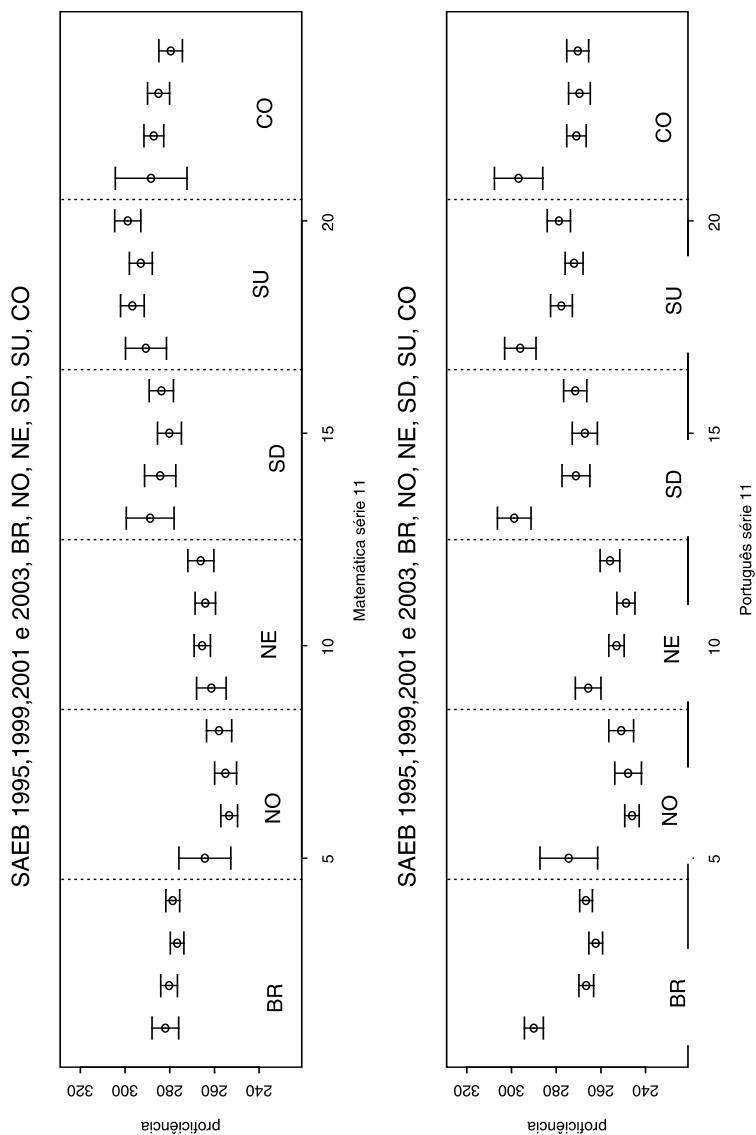 SAEB 1995,1999,2001 e 2003, BR, NO, NE, SD, SU, CO
proficiência
320
300
280
260
240
BR
NO
NE
SD
SU
CO
5
10
15
20
Matemática série 11
SAEB 1995,1999,2001 e 2003, BR, NO, NE, SD, SU, CO
proficiência
320
300
280
260
240
BR
NO
NE
SD
SU
CO
5
10
15
20
Português série 11